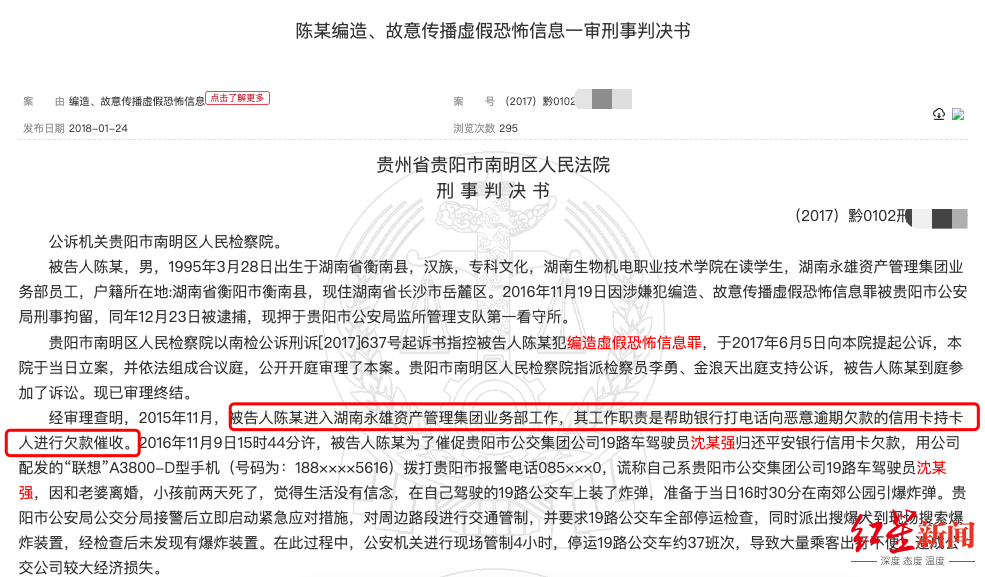 陈某编造、故意传播虚假恐怖信息一审刑事判决书
案 由 编造、故意传播虚假恐怖信息 点击了解更多 案 号 （2017）黔0102
发布日期 2018-01-24 浏览次数 295
贵州省贵阳市南明区人民法院
刑 事 判 决 书
（2017）黔0102刑
公诉机关贵阳市南明区人民检察院。
被告人陈某，男，1995年3月28日出生于湖南省衡南县，汉族，专科文化，湖南生物机电职业技术学院在读学生，湖南永雄资产管理集团业
务部员工，户籍所在地:湖南省衡阳市衡南县，现住湖南省长沙市岳麓区。2016年11月19日因涉嫌犯编造、故意传播虚假恐怖信息罪被贵阳市公安
局刑事拘留，同年12月23日被逮捕，现押于贵阳市公安局监所管理支队第一看守所。
贵阳市南明区人民检察院以南检公诉刑诉[2017]637号起诉书指控被告人陈某犯编造虚假恐怖信息罪，于2017年6月5日向本院提起公诉，本
院于当日立案，并依法组成合议庭，公开开庭审理了本案。贵阳市南明区人民检察院指派检察员李勇、金浪天出庭支持公诉，被告人陈某到庭参
加了诉讼。现已审理终结。
经审理查明，2015年11月，被告人陈某进入湖南永雄资产管理集团业务部工作，其工作职责是帮助银行打电话向恶意逾期欠款的信用卡持卡
人进行欠款催收。2016年11月9日15时44分许，被告人陈某为了催促贵阳市公交集团公司19路车驾驶员沈某强归还平安银行信用卡欠款，用公司
配发的“联想”A3800-D型手机（号码为：188××××5616）拨打贵阳市报警电话085×××0，谎称自己系贵阳市公交集团公司19路车驾驶员沈某
强，因和老婆离婚，小孩前两天死了，觉得生活没有信念，在自己驾驶的19路公交车上装了炸弹，准备于当日16时30分在南郊公园引爆炸弹。贵
阳市公安局公交分局接警后立即启动紧急应对措施，对周边路段进行交通管制，并要求19路公交车全部停运检查，同时派出搜爆犬到现场搜索爆
炸装置，经检查后未发现有爆炸装置。在此过程中，公安机关进行现场管制4小时，停运19路公交车约37班次，导致大量乘客出行不便，造成公
交公司较大经济损失。
红星新闻
深度 态度 温度